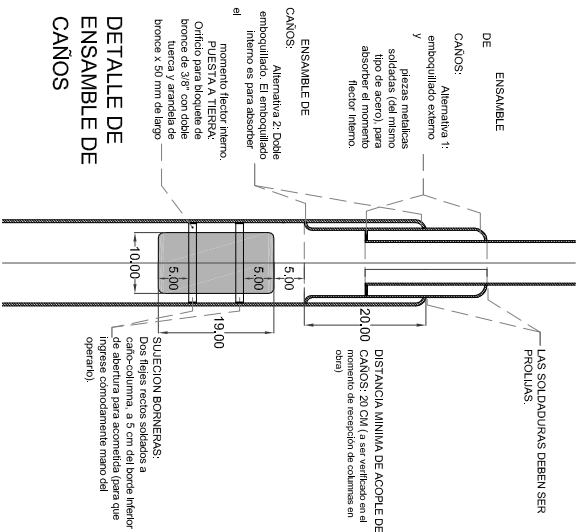 ENSAMBLE
DE
CAÑOS:
Alternativa 1:
emboquillado externo
y
piezas metalicas
soldadas (del mismo
tipo de acero), para
absorber el momento
flector Interno.
ENSAMBLE DE
CAÑOS:
Alternativa 2: Doble
emboquillado. El emboquillado
interno es para absorber
el
momento flector interno.
PUESTA A TIERRA:
Orificio para bloquete de
bronce de 3/8" con doble
tuerca y arandela de
bronce x 50 mm de largo
DETALLE DE
ENSAMBLE DE
CAÑOS
LAS SOLDADURAS DEBEN SER
PROLIJAS.
DISTANCIA MINIMA DE ACOPLE DE
CAÑOS: 20 CM ( a ser verificado en el
momento de recepción de columnas en
obra)
20.00
5.00
5.00
5.00
10.00
19.00
SUJECION BORNERAS:
Dos flejes rectos soldados a
caño-columna, a 5 cm del borde Inferlor
de abertura para acometida (para que
ingrese cómodamente mano del
operario).